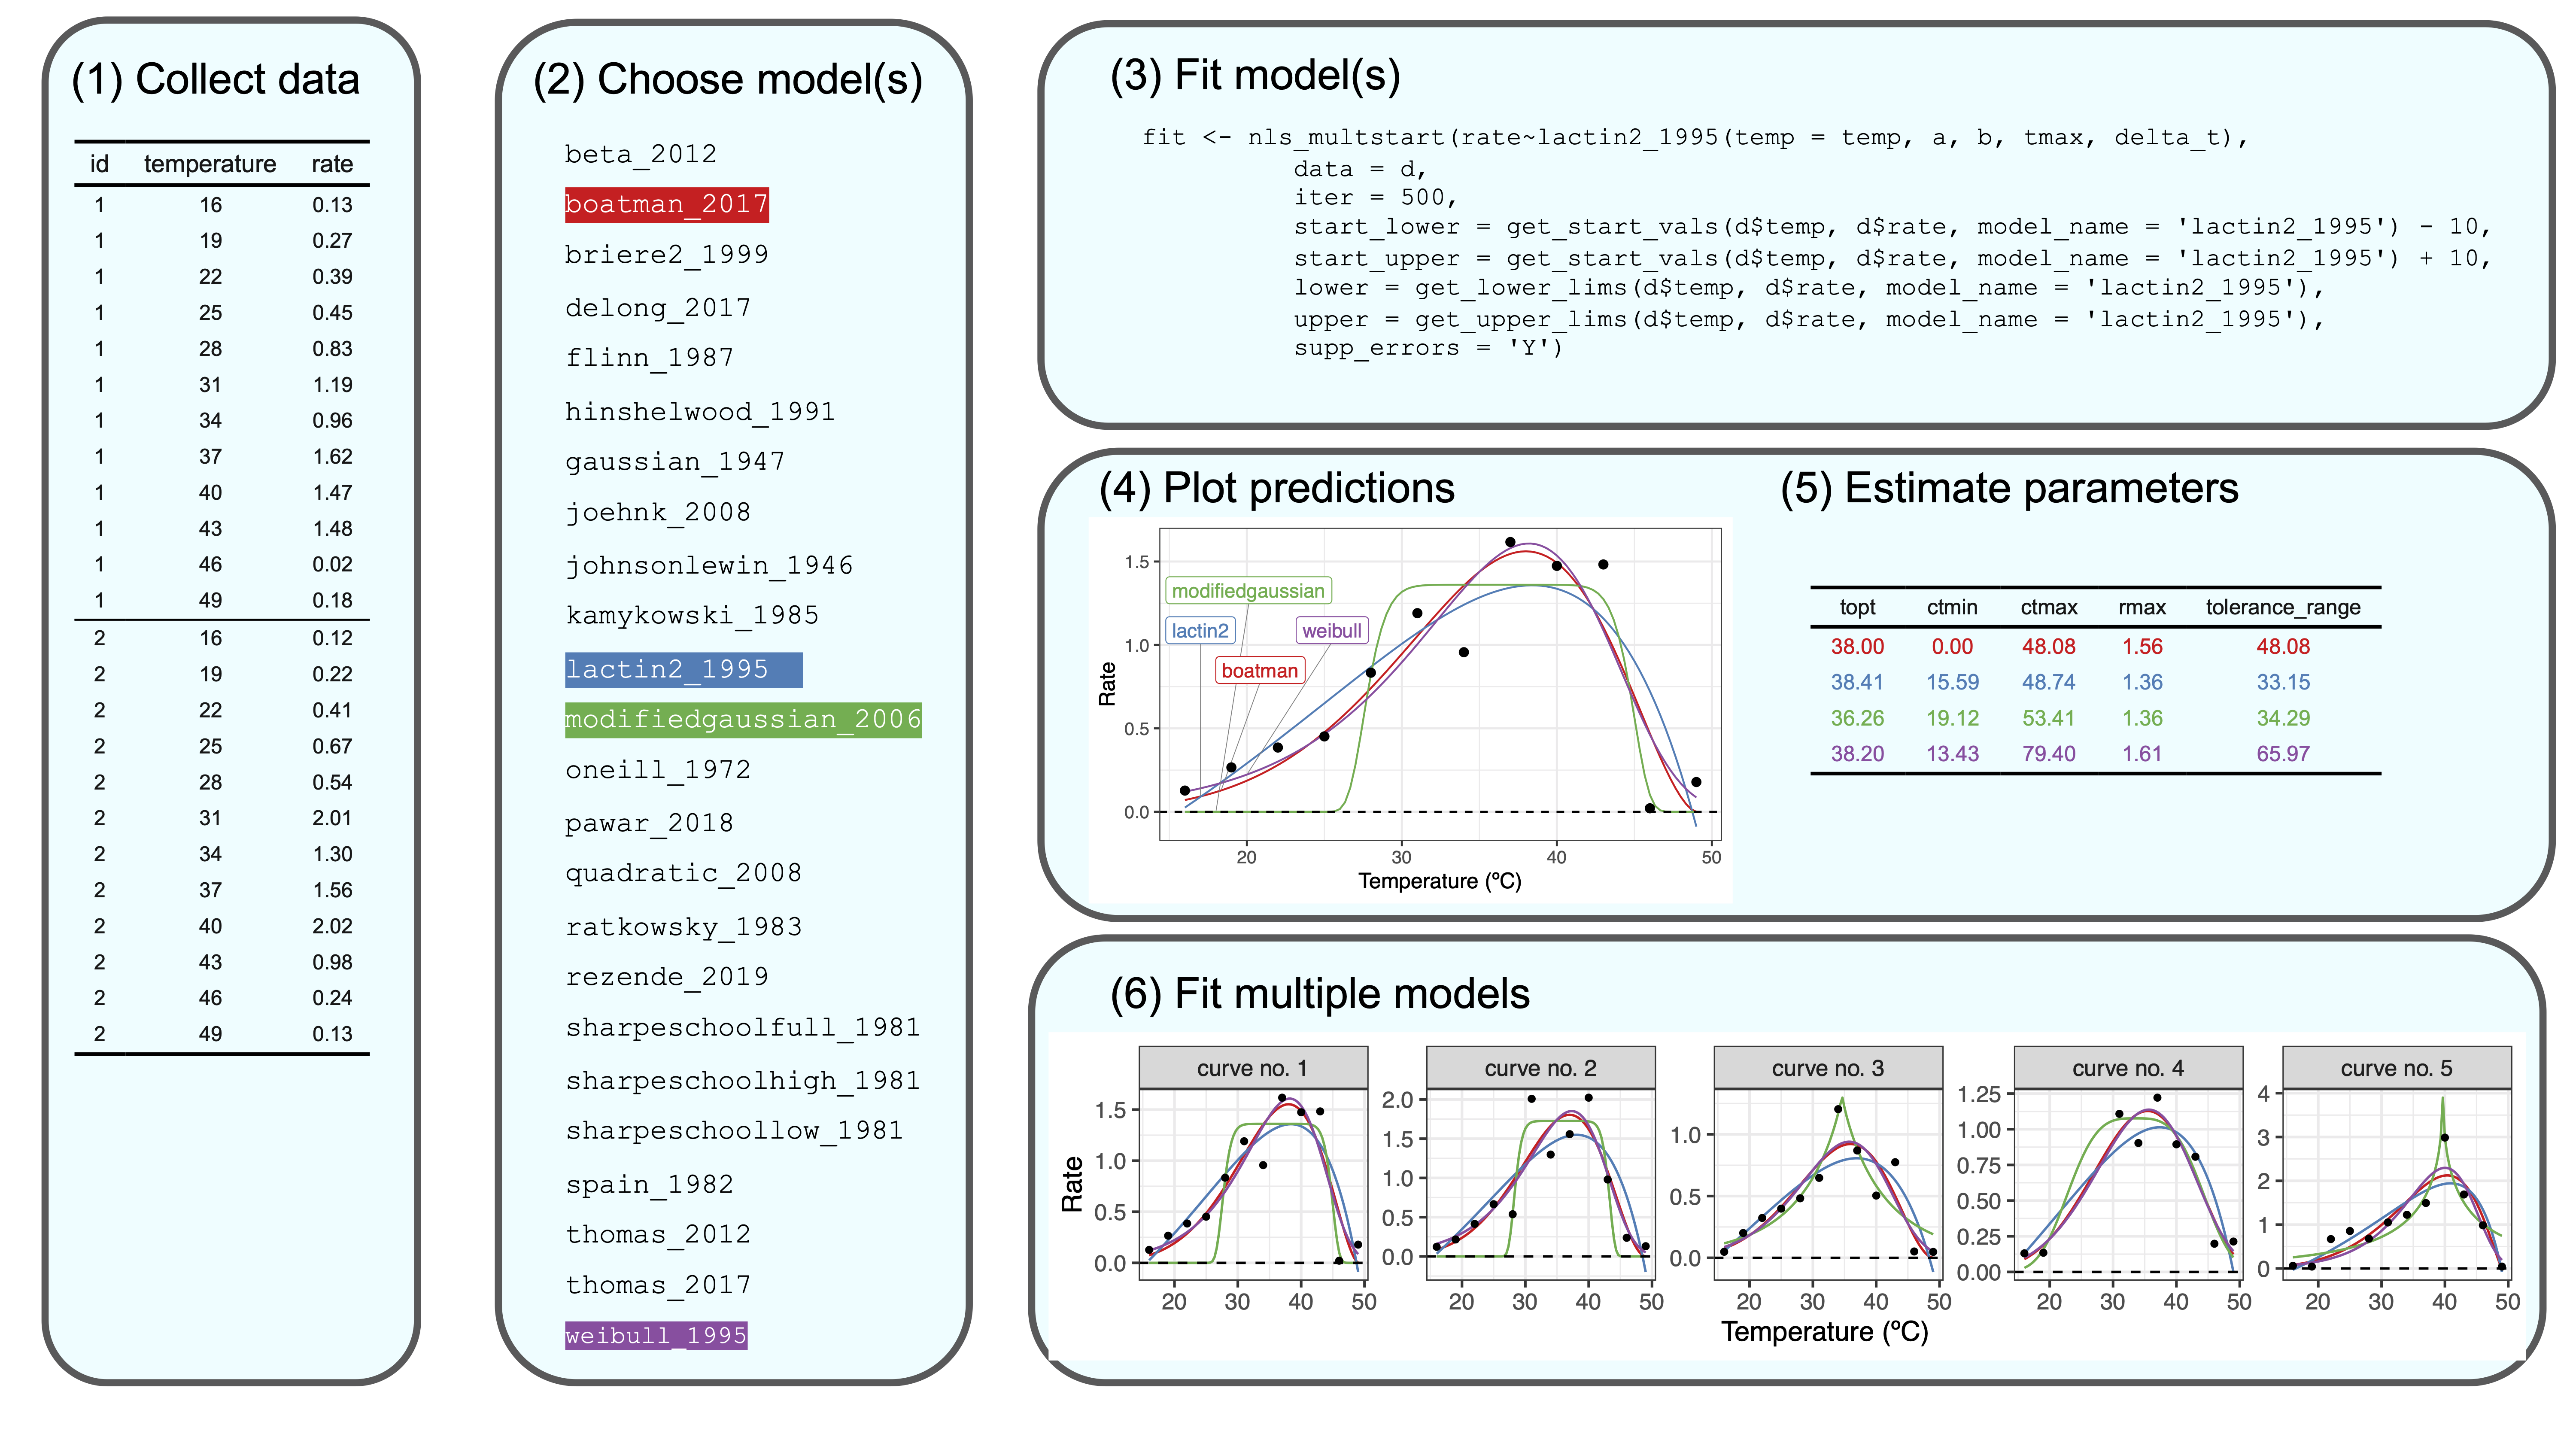 (1) Collect data
id temperature rate
1 16 0.13
1 19 0.27
1 22 0.39
1 25 0.45
1 28 0.83
1 31 1.19
1 34 0.96
1 37 1.62
1 40 1.47
1 43 1.48
1 46 0.02
1 49 0.18
2 16 0.12
2 19 0.22
2 22 0.41
2 25 0.67
2 28 0.54
2 31 2.01
2 34 1.30
2 37 1.56
2 40 2.02
2 43 0.98
2 46 0.24
2 49 0.13
(2) Choose model(s)
beta_2012
boatman_2017
briere2_1999
delong_2017
flinn_1987
hinshelwood_1991
gaussian_1947
joehnk_2008
johnsonlewin_1946
kamykowski_1985
lactin2_1995
modifiedgaussian_2006
oneill_1972
pawar_2018
quadratic_2008
ratkowsky_1983
rezende_2019
sharpeschoolfull_1981
sharpeschoolhigh_1981
sharpeschoollow_1981
spain_1982
thomas_2012
thomas_2017
weibull_1995
(3) Fit model(s)
fit <- nls_multstart(rate~lactin2_1995(temp = temp, a, b, tmax, delta_t),
data = d,
iter = 500,
start_lower = get_start_vals(d$temp, d$rate, model_name = 'lactin2_1995') - 10,
start_upper = get_start_vals(d$temp, d$rate, model_name = 'lactin2_1995') + 10,
lower = get_lower_lims(d$temp, d$rate, model_name = 'lactin2_1995'),
upper = get_upper_lims(d$temp, d$rate, model_name = 'lactin2_1995'),
supp_errors = 'Y')
(4) Plot predictions
1.5
1.0
0.5
0.0
Rate
modifiedgaussian
lactin2
weibull
boatman
20 30 40 50
Temperature (ºC)
(5) Estimate parameters
topt ctmin ctmax rmax tolerance_range
38.00 0.00 48.08 1.56 48.08
38.41 15.59 48.74 1.36 33.15
36.26 19.12 53.41 1.36 34.29
38.20 13.43 79.40 1.61 65.97
(6) Fit multiple models
Rate
curve no. 1
1.5
1.0
0.5
0.0
20 30 40 50
curve no. 2
2.0
1.5
1.0
0.5
0.0
20 30 40 50
curve no. 3
1.0
0.5
0.0
20 30 40 50
curve no. 4
1.25
1.00
0.75
0.50
0.25
0.00
20 30 40 50
curve no. 5
4
3
2
1
0
20 30 40 50
Temperature (ºC)